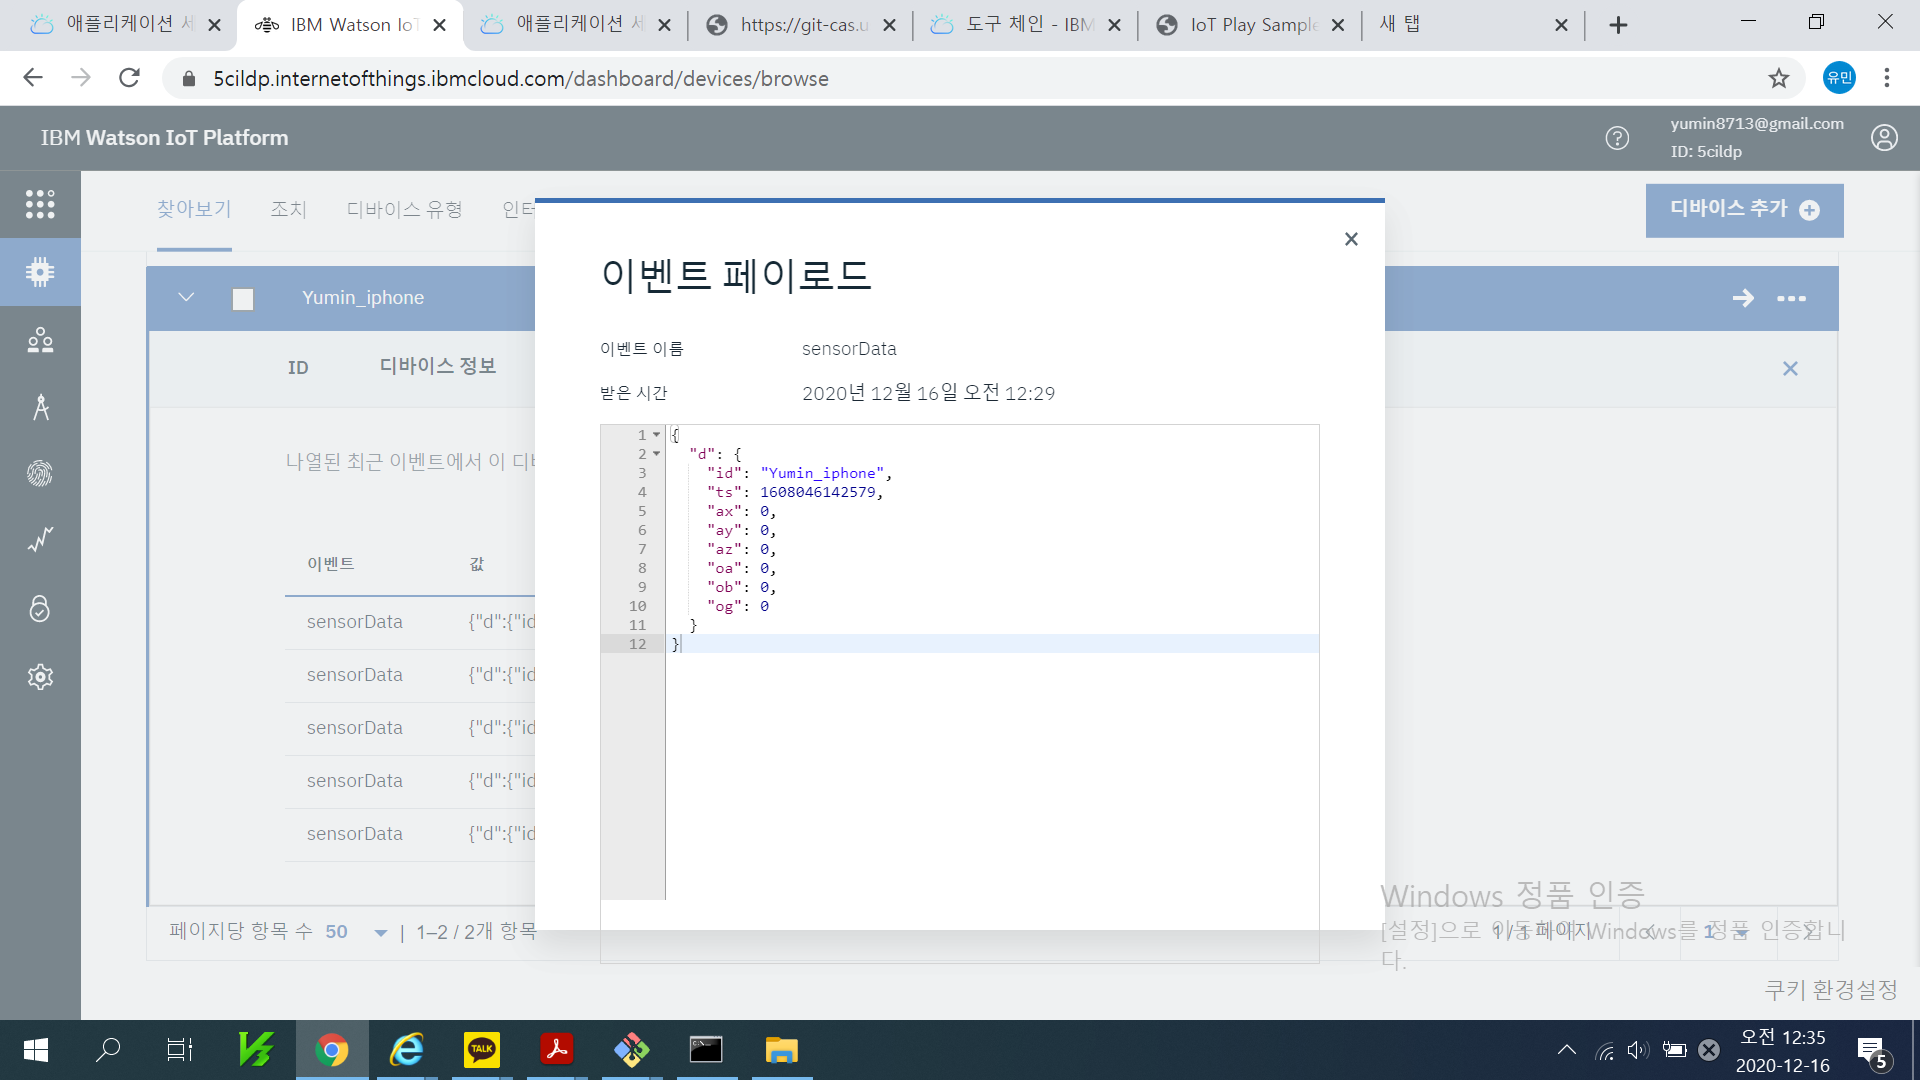 애플리케이션 세
IBM Watson IoT
애플리케이션 세
https://git-cas.u
도구 체인 - IBM
IoT Play Sample
새 탭
5cildp.internetofthings.ibmcloud.com/dashboard/devices/browse
유민
IBM Watson IoT Platform
yumin8713@gmail.com
ID: 5cildp
찾아보기
조치
디바이스 유형
인터
디바이스 추가
Yumin_iphone
ID
디바이스 정보
나열된 최근 이벤트에서 이 디바
이벤트
값
sensorData
{"d":{"id
sensorData
{"d":{"id
sensorData
{"d":{"id
sensorData
{"d":{"id
sensorData
{"d":{"id
페이지당 항목 수 50 | 1–2 / 2개 항목
이벤트 페이로드
이벤트 이름
sensorData
받은 시간
2020년 12월 16일 오전 12:29
1 {
2 "d": {
3 "id": "Yumin_iphone",
4 "ts": 1608046142579,
5 "ax": 0,
6 "ay": 0,
7 "az": 0,
8 "oa": 0,
9 "ob": 0,
10 "og": 0
11 }
12 }
1 / 1 페이지
1
Windows 정품 인증
[설정]으로 이동하여 Windows를 정품 인증합니
다.
쿠키 환경설정
TALK
오전 12:35
2020-12-16
5